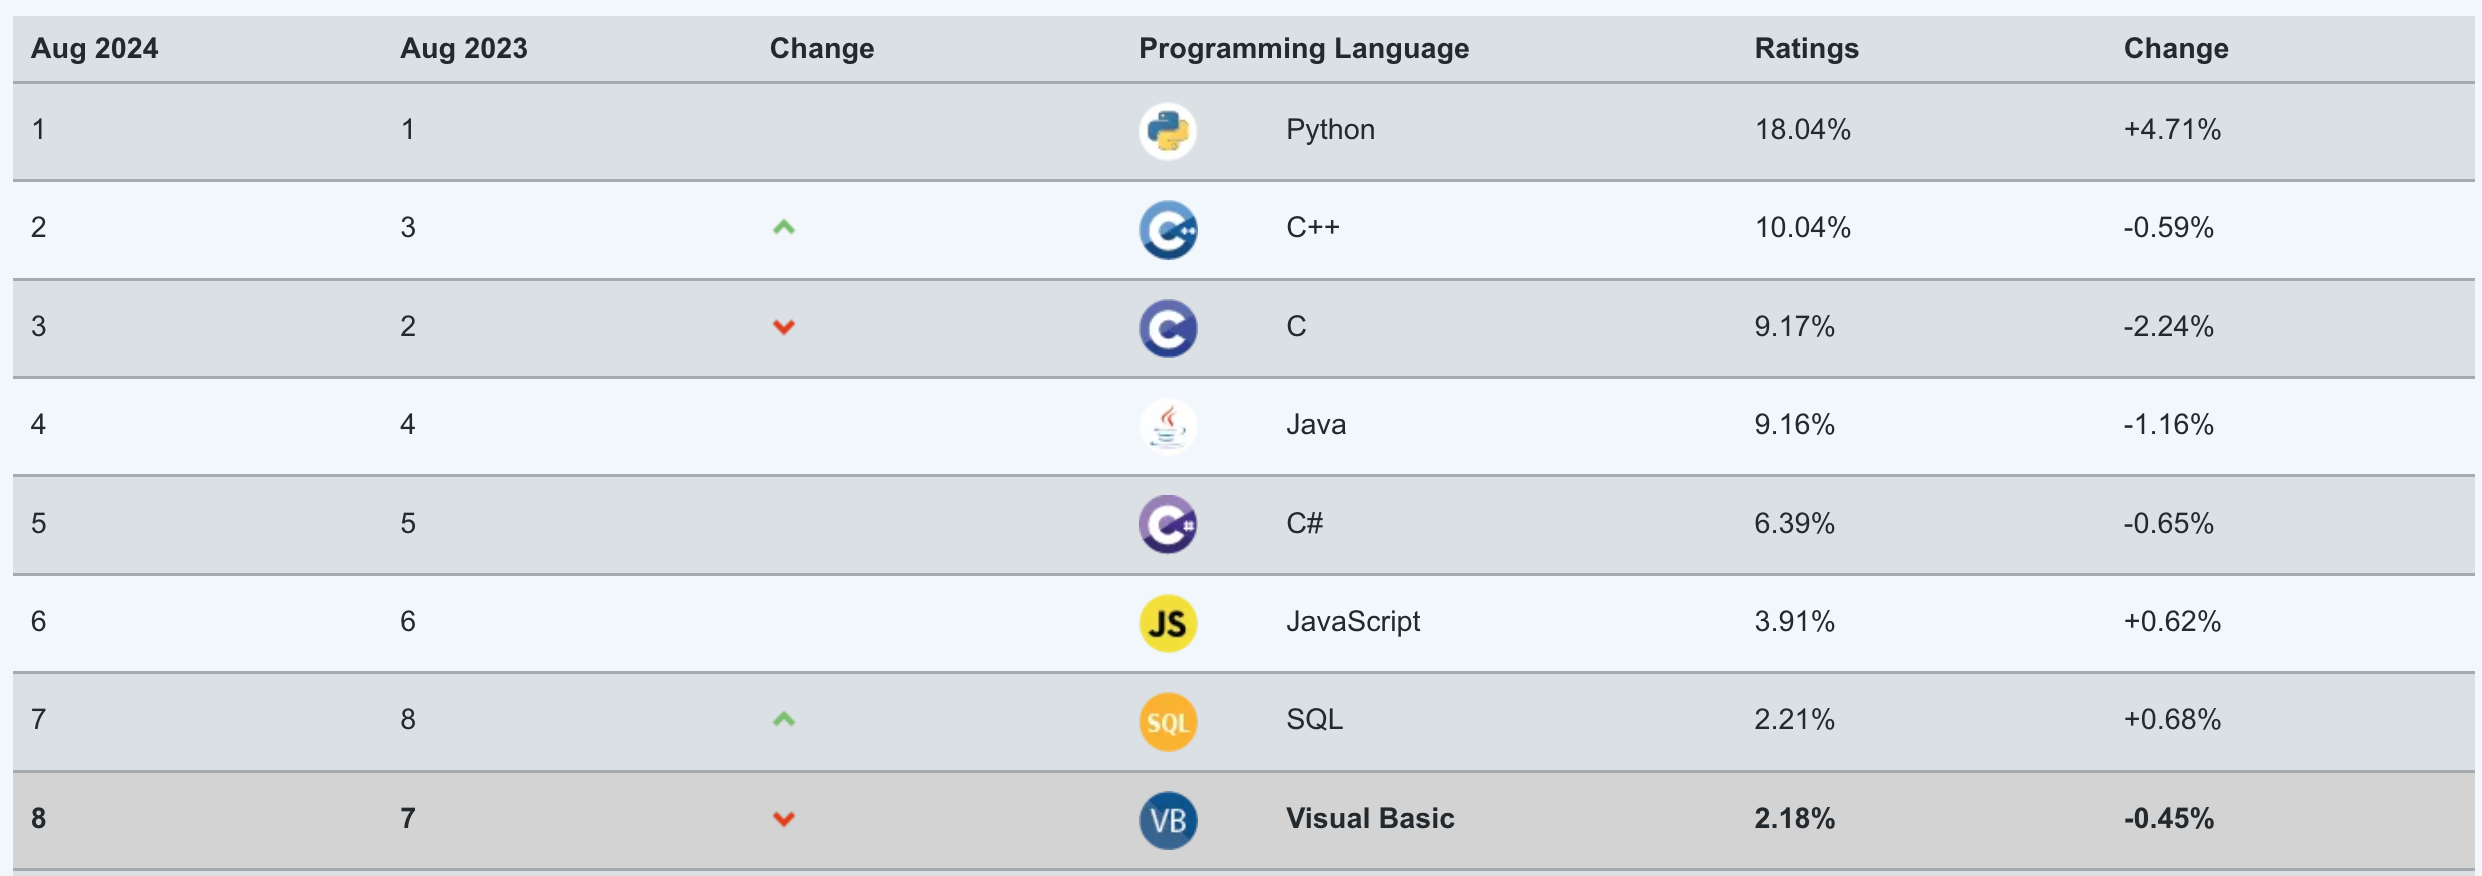 Aug 2024 Aug 2023 Change Programming Language Ratings Change
1 1 Python 18.04% +4.71%
2 3 C++ C++ 10.04% -0.59%
3 2 C C 9.17% -2.24%
4 4 Java 9.16% -1.16%
5 5 C# C# 6.39% -0.65%
6 6 JS JavaScript 3.91% +0.62%
7 8 SQL SQL 2.21% +0.68%
8 7 VB Visual Basic 2.18% -0.45%